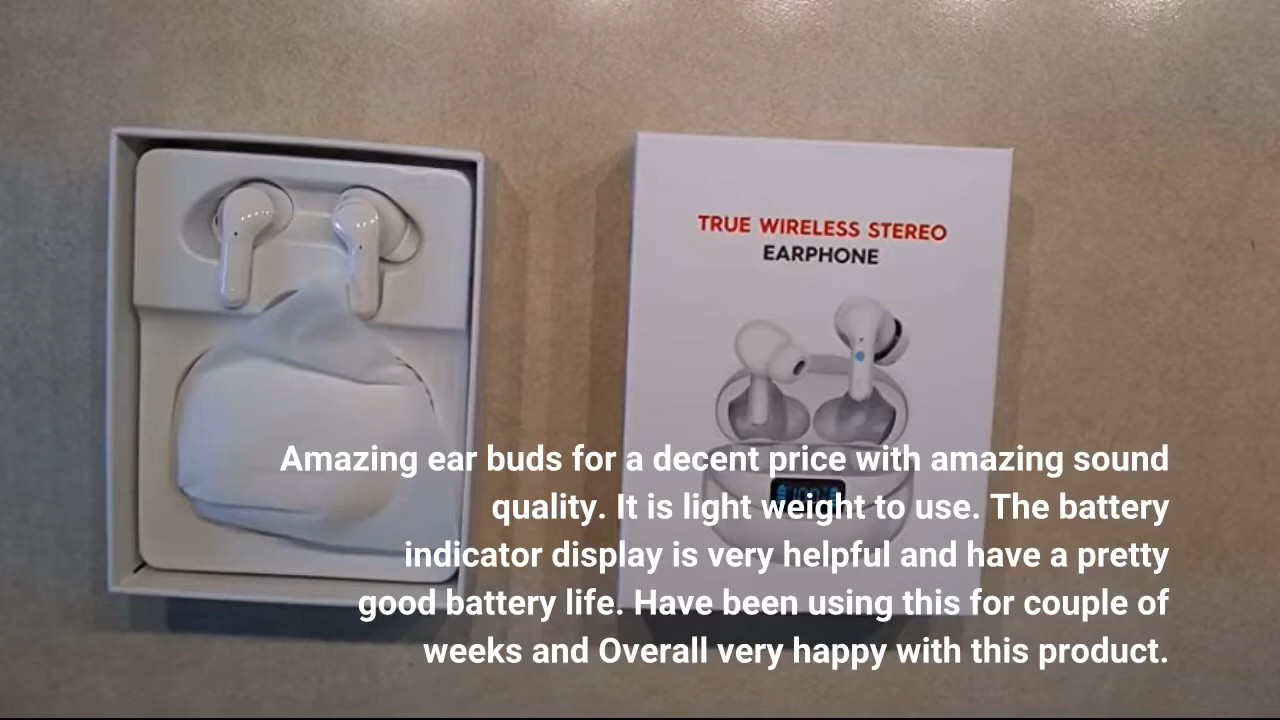 TRUE WIRELESS STEREO
EARPHONE
Amazing ear buds for a decent price with amazing sound
quality. It is light weight to use. The battery
indicator display is very helpful and have a pretty
good battery life. Have been using this for couple of
weeks and Overall very happy with this product.